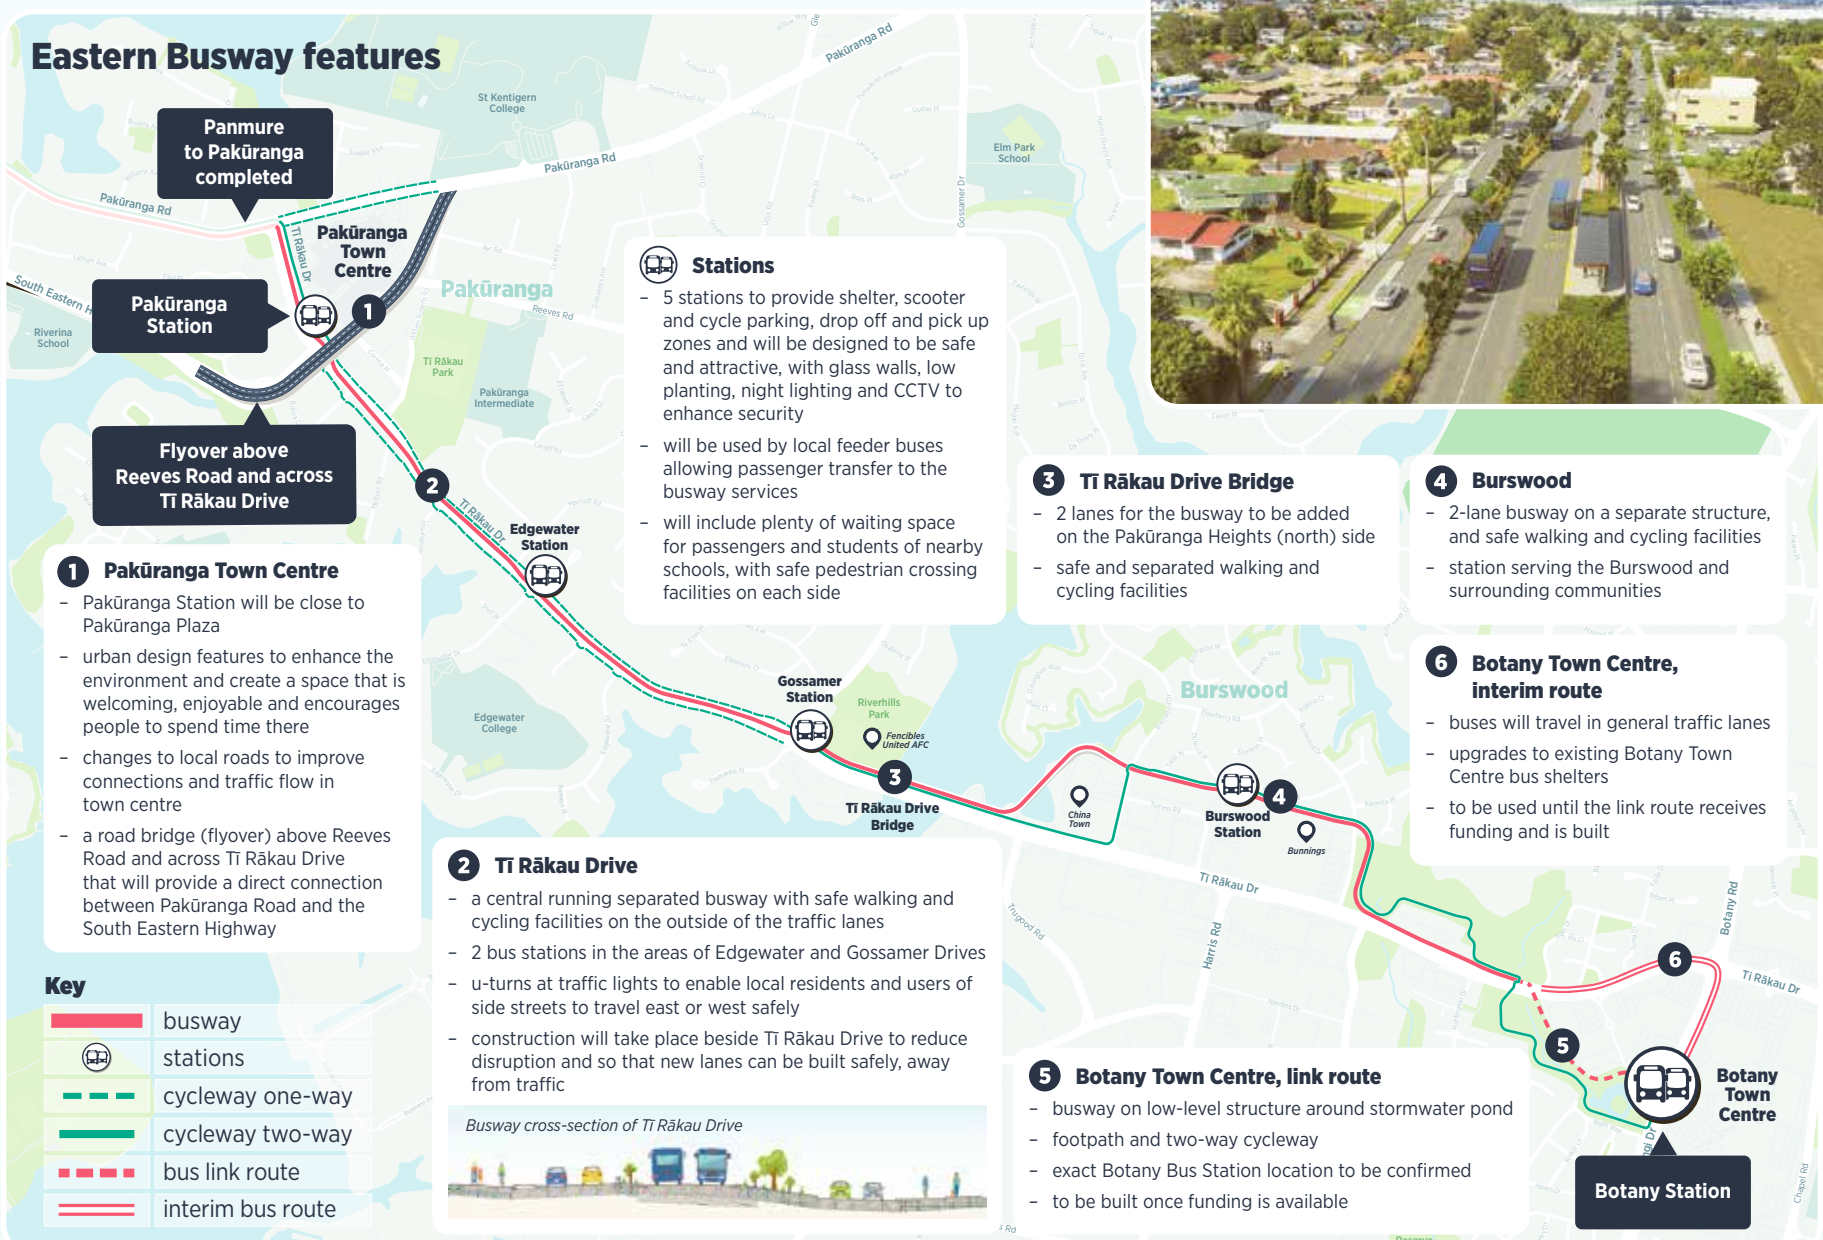 Eastern Busway features
Panmure
to Pakūranga
completed
Pakūranga Rd
Pakūranga Rd
Pakūranga Rd
St Kentigern
College
Elm Park
School
Gossamer Dr
Tī Rākau Dr
Pakūranga
Town
Centre
South Eastern H
Riverina
School
Pakūranga
Station
1
Pakūranga
Reeves Rd
Tī Rākau
Park
Pakūranga
Intermediate
Flyover above
Reeves Road and across
Tī Rākau Drive
2
Tī Rākau Dr
Edgewater
Station
Edgewater
College
Gossamer
Station
Riverhills
Park
Fencibles
United AFC
3
Tī Rākau Drive
Bridge
China
Town
Burswood
Burswood
Station
4
Bunnings
Tī Rākau Dr
Trugood Rd
Harris Rd
Botany Rd
Tī Rākau Dr
6
5
Botany
Town
Centre
Chapel Rd
Botany Station
Stations
– 5 stations to provide shelter, scooter
and cycle parking, drop off and pick up
zones and will be designed to be safe
and attractive, with glass walls, low
planting, night lighting and CCTV to
enhance security
– will be used by local feeder buses
allowing passenger transfer to the
busway services
– will include plenty of waiting space
for passengers and students of nearby
schools, with safe pedestrian crossing
facilities on each side
1 Pakūranga Town Centre
– Pakūranga Station will be close to
Pakūranga Plaza
– urban design features to enhance the
environment and create a space that is
welcoming, enjoyable and encourages
people to spend time there
– changes to local roads to improve
connections and traffic flow in
town centre
– a road bridge (flyover) above Reeves
Road and across Tī Rākau Drive
that will provide a direct connection
between Pakūranga Road and the
South Eastern Highway
2 Tī Rākau Drive
– a central running separated busway with safe walking and
cycling facilities on the outside of the traffic lanes
– 2 bus stations in the areas of Edgewater and Gossamer Drives
– u-turns at traffic lights to enable local residents and users of
side streets to travel east or west safely
– construction will take place beside Tī Rākau Drive to reduce
disruption and so that new lanes can be built safely, away
from traffic
Busway cross-section of Tī Rākau Drive
3 Tī Rākau Drive Bridge
– 2 lanes for the busway to be added
on the Pakūranga Heights (north) side
– safe and separated walking and
cycling facilities
4 Burswood
– 2-lane busway on a separate structure,
and safe walking and cycling facilities
– station serving the Burswood and
surrounding communities
5 Botany Town Centre, link route
– busway on low-level structure around stormwater pond
– footpath and two-way cycleway
– exact Botany Bus Station location to be confirmed
– to be built once funding is available
6 Botany Town Centre,
interim route
– buses will travel in general traffic lanes
– upgrades to existing Botany Town
Centre bus shelters
– to be used until the link route receives
funding and is built
Key
busway
stations
cycleway one-way
cycleway two-way
bus link route
interim bus route